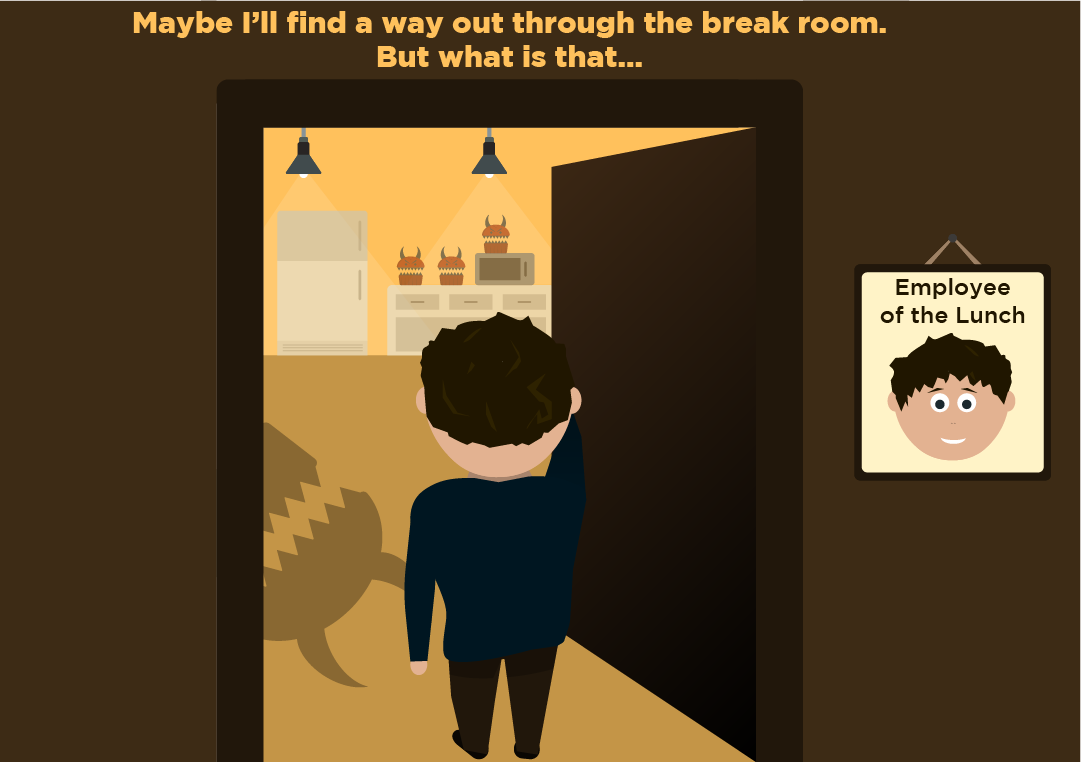 Maybe I’ll find a way out through the break room.
But what is that...
Employee
of the Lunch